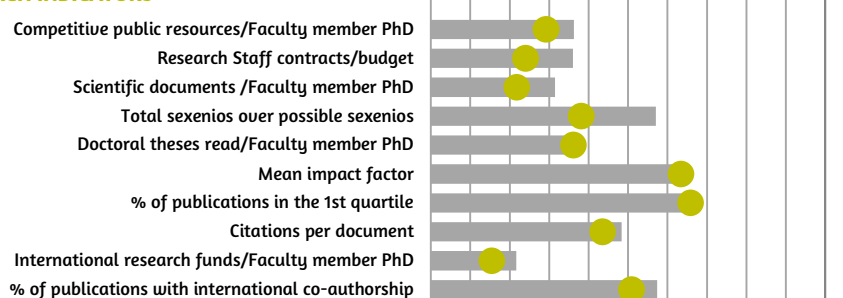 Competitive public resources/Faculty member PhD
Research Staff contracts/budget
Scientific documents /Faculty member PhD
Total sexenios over possible sexenios
Doctoral theses read/Faculty member PhD
Mean impact factor
% of publications in the 1st quartile
Citations per document
International research funds/Faculty member PhD
% of publications with international co-authorship